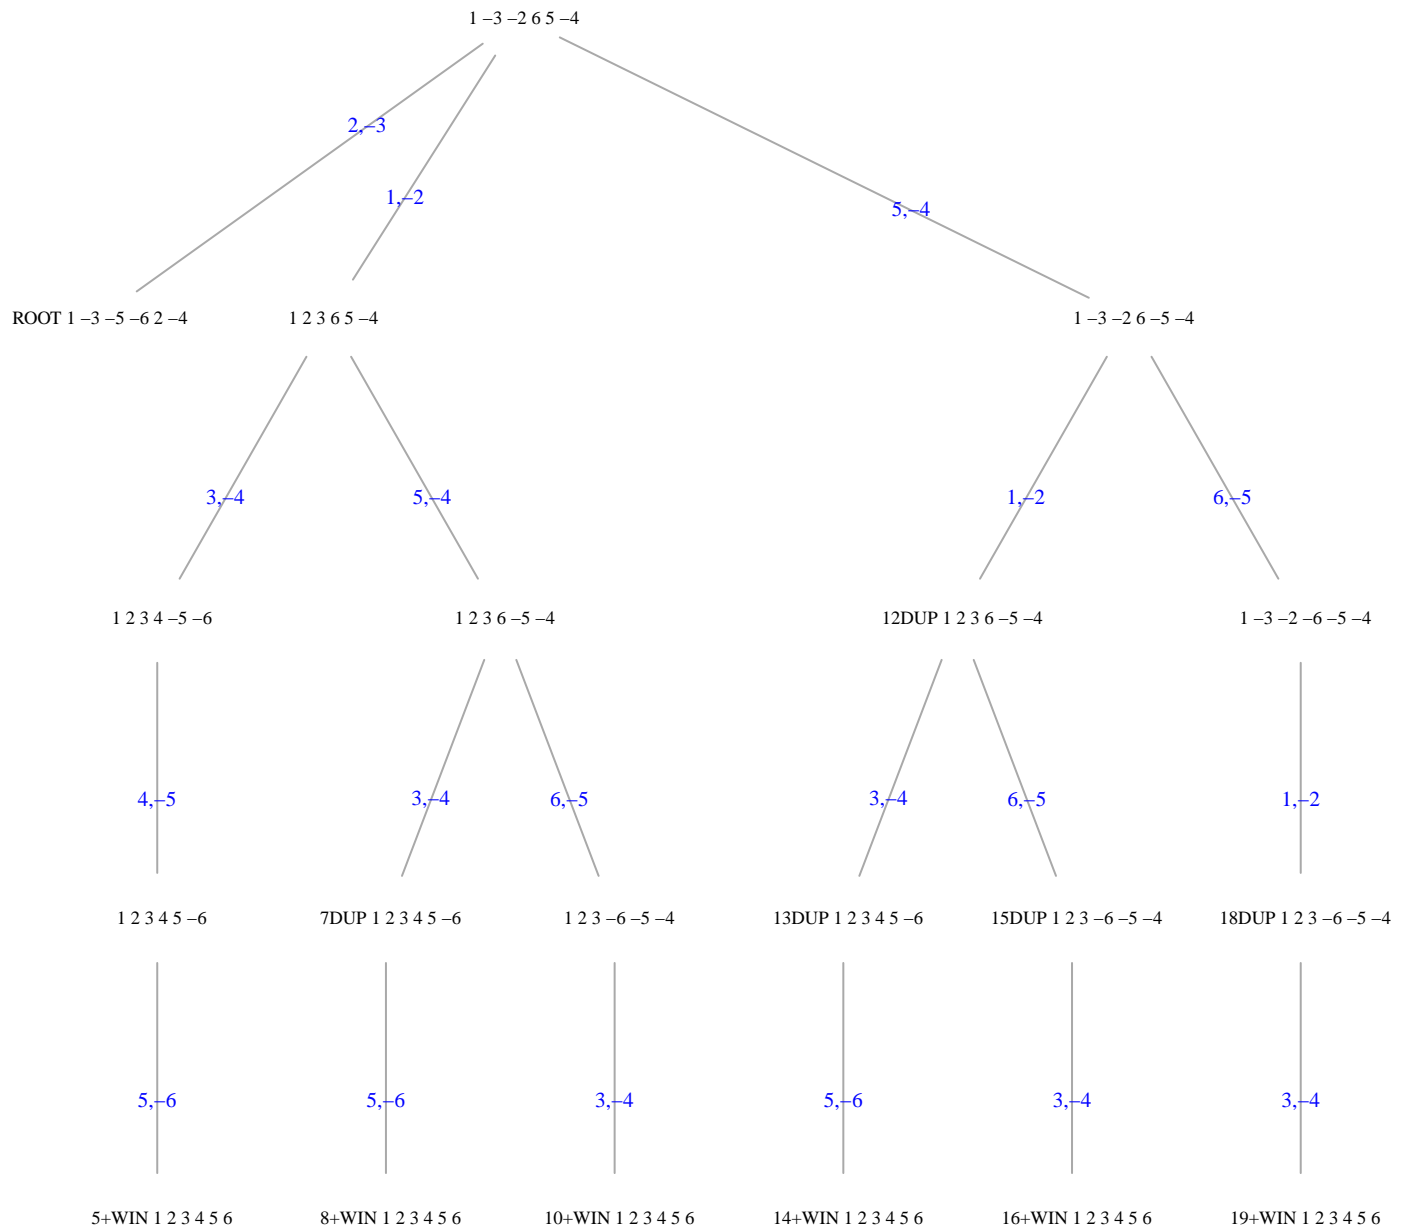 1 –3 –2 6 5 –4
2,–3
1,–2
5,–4
ROOT 1 –3 –5 –6 2 –4
1 2 3 6 5 –4
1 –3 –2 6 –5 –4
3,–4
5,–4
1,–2
6,–5
1 2 3 4 –5 –6
1 2 3 6 –5 –4
12DUP 1 2 3 6 –5 –4
1 –3 –2 –6 –5 –4
4,–5
3,–4
6,–5
3,–4
6,–5
1,–2
1 2 3 4 5 –6
7DUP 1 2 3 4 5 –6
1 2 3 –6 –5 –4
13DUP 1 2 3 4 5 –6
15DUP 1 2 3 –6 –5 –4
18DUP 1 2 3 –6 –5 –4
5,–6
5,–6
3,–4
5,–6
3,–4
3,–4
5+WIN 1 2 3 4 5 6
8+WIN 1 2 3 4 5 6
10+WIN 1 2 3 4 5 6
14+WIN 1 2 3 4 5 6
16+WIN 1 2 3 4 5 6
19+WIN 1 2 3 4 5 6